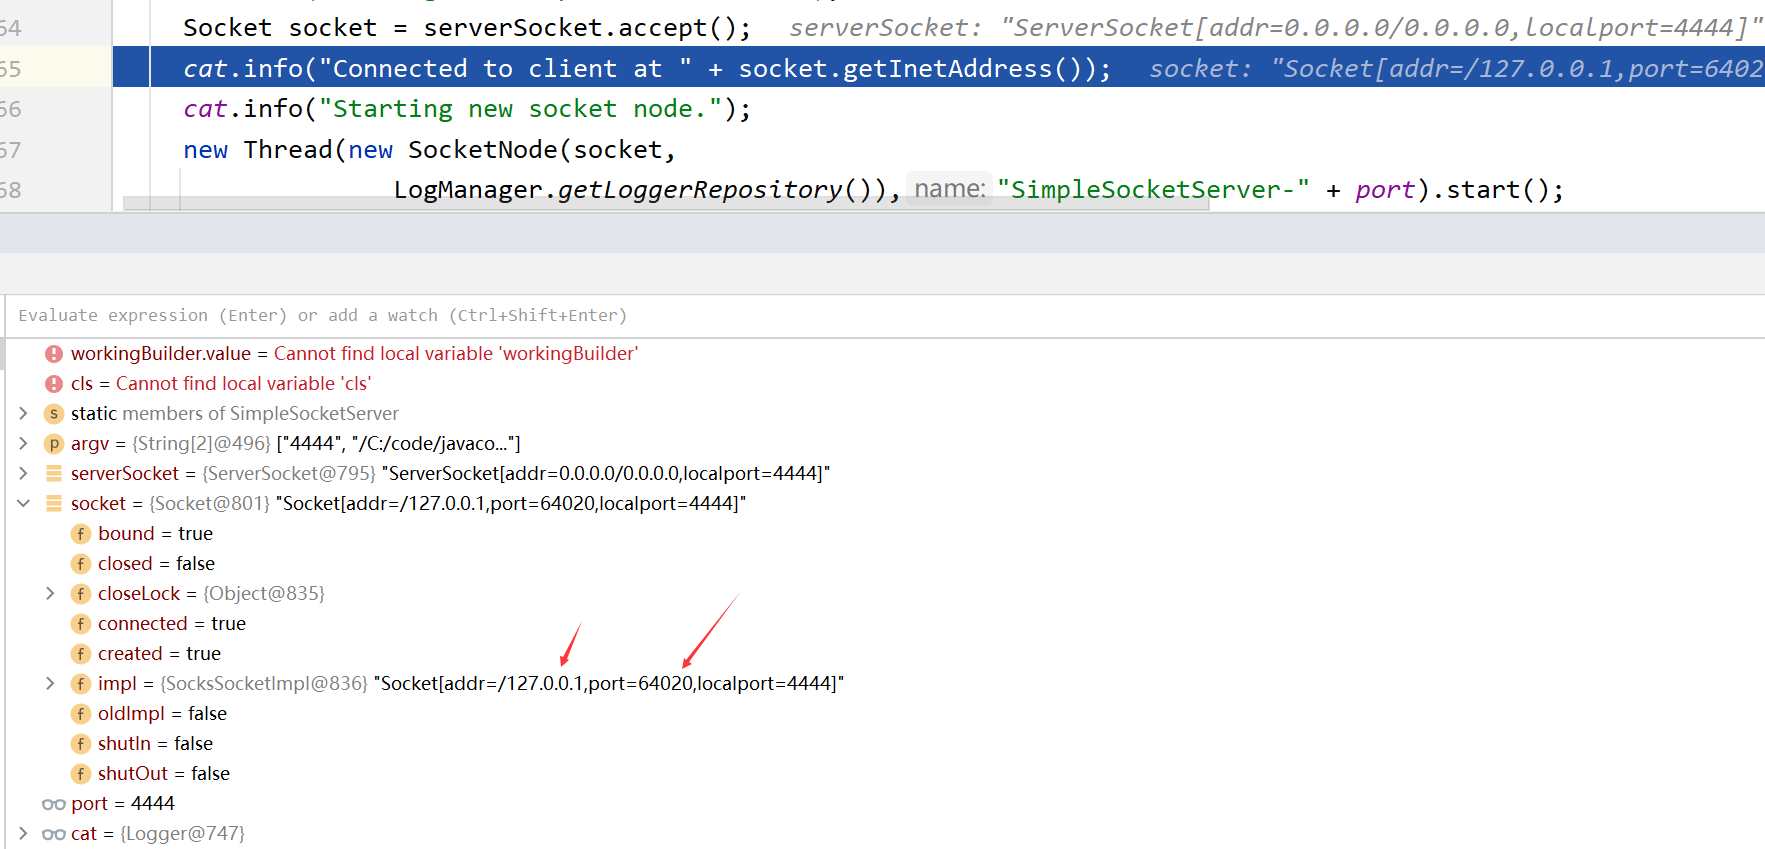 64 Socket socket = serverSocket.accept(); serverSocket: "ServerSocket[addr=0.0.0.0/0.0.0.0,localport=4444]"
65 cat.info("Connected to client at " + socket.getInetAddress()); socket: "Socket[addr=/127.0.0.1,port=6402
66 cat.info("Starting new socket node.");
67 new Thread(new SocketNode(socket,
68 LogManager.getLoggerRepository()), name: "SimpleSocketServer-" + port).start();
Evaluate expression (Enter) or add a watch (Ctrl+Shift+Enter)
workingBuilder.value = Cannot find local variable 'workingBuilder'
cls = Cannot find local variable 'cls'
s static members of SimpleSocketServer
p argv = {String[2]@496} ["4444", "/C:/code/javaco..."]
serverSocket = {ServerSocket@795} "ServerSocket[addr=0.0.0.0/0.0.0.0,localport=4444]"
socket = {Socket@801} "Socket[addr=/127.0.0.1,port=64020,localport=4444]"
f bound = true
f closed = false
f closeLock = {Object@835}
f connected = true
f created = true
f impl = {SocksSocketImpl@836} "Socket[addr=/127.0.0.1,port=64020,localport=4444]"
f oldImpl = false
f shutIn = false
f shutOut = false
port = 4444
cat = {Logger@747}